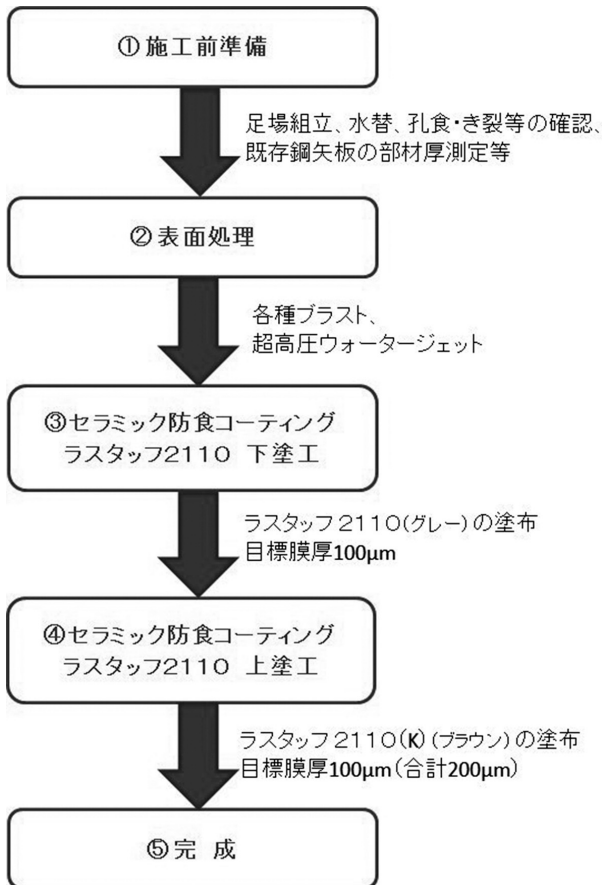 ①施工前準備
足場組立、水替、孔食・き裂等の確認、
既存鋼矢板の部材厚測定等
②表面処理
各種ブラスト、
超高圧ウォータージェット
③セラミック防食コーティング
ラスタッフ2110 下塗工
ラスタッフ2110(グレー)の塗布
目標膜厚100μm
④セラミック防食コーティング
ラスタッフ2110 上塗工
ラスタッフ2110(K)(ブラウン)の塗布
目標膜厚100μm(合計200μm)
⑤完 成